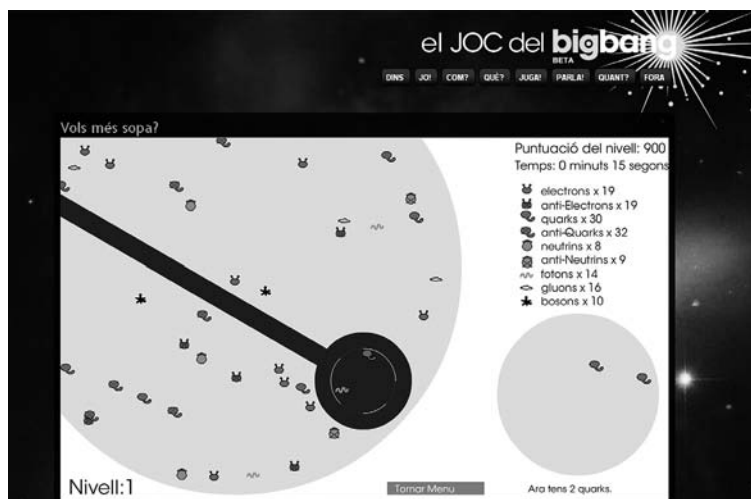 el JOC del bigbang
BETA
DINS JO! COM? QUÈ? JUGA! PARLA! QUANT? FORA
Vols més sopa?
Puntuació del nivell: 900
Temps: 0 minuts 15 segons
electrons x 19
anti-Electrons x 19
quarks x 30
anti-Quarks x 32
neutrins x 8
anti-Neutrins x 9
fotons x 14
gluons x 16
bosons x 10
Nivell:1
Tornar Menu
Ara tens 2 quarks.